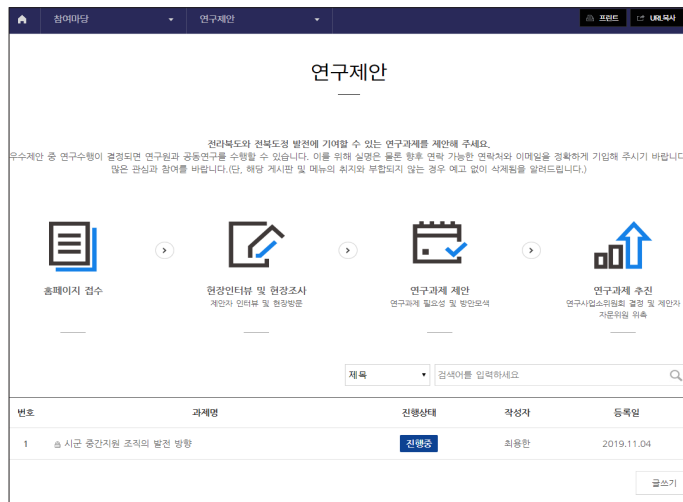 참여마당 연구제안 프린트 URL복사
연구제안
전라북도와 전북도정 발전에 기여할 수 있는 연구과제를 제안해 주세요.
우수제안 중 연구수행이 결정되면 연구원과 공동연구를 수행할 수 있습니다. 이를 위해 실명은 물론 향후 연락 가능한 연락처와 이메일을 정확하게 기입해 주시기 바랍니다
많은 관심과 참여를 바랍니다.(단, 해당 게시판 및 메뉴의 취지와 부합되지 않는 경우 예고 없이 삭제됨을 알려드립니다.)
홈페이지 접수
현장인터뷰 및 현장조사
제안자 인터뷰 및 현장방문
연구과제 제안
연구과제 필요성 및 방안모색
연구과제 추진
연구사업소위원회 결정 및 제안자
자문위원 위촉
제목 검색어를 입력하세요
번호 과제명 진행상태 작성자 등록일
1 시군 중간지원 조직의 발전 방향 진행중 최용한 2019.11.04
글쓰기